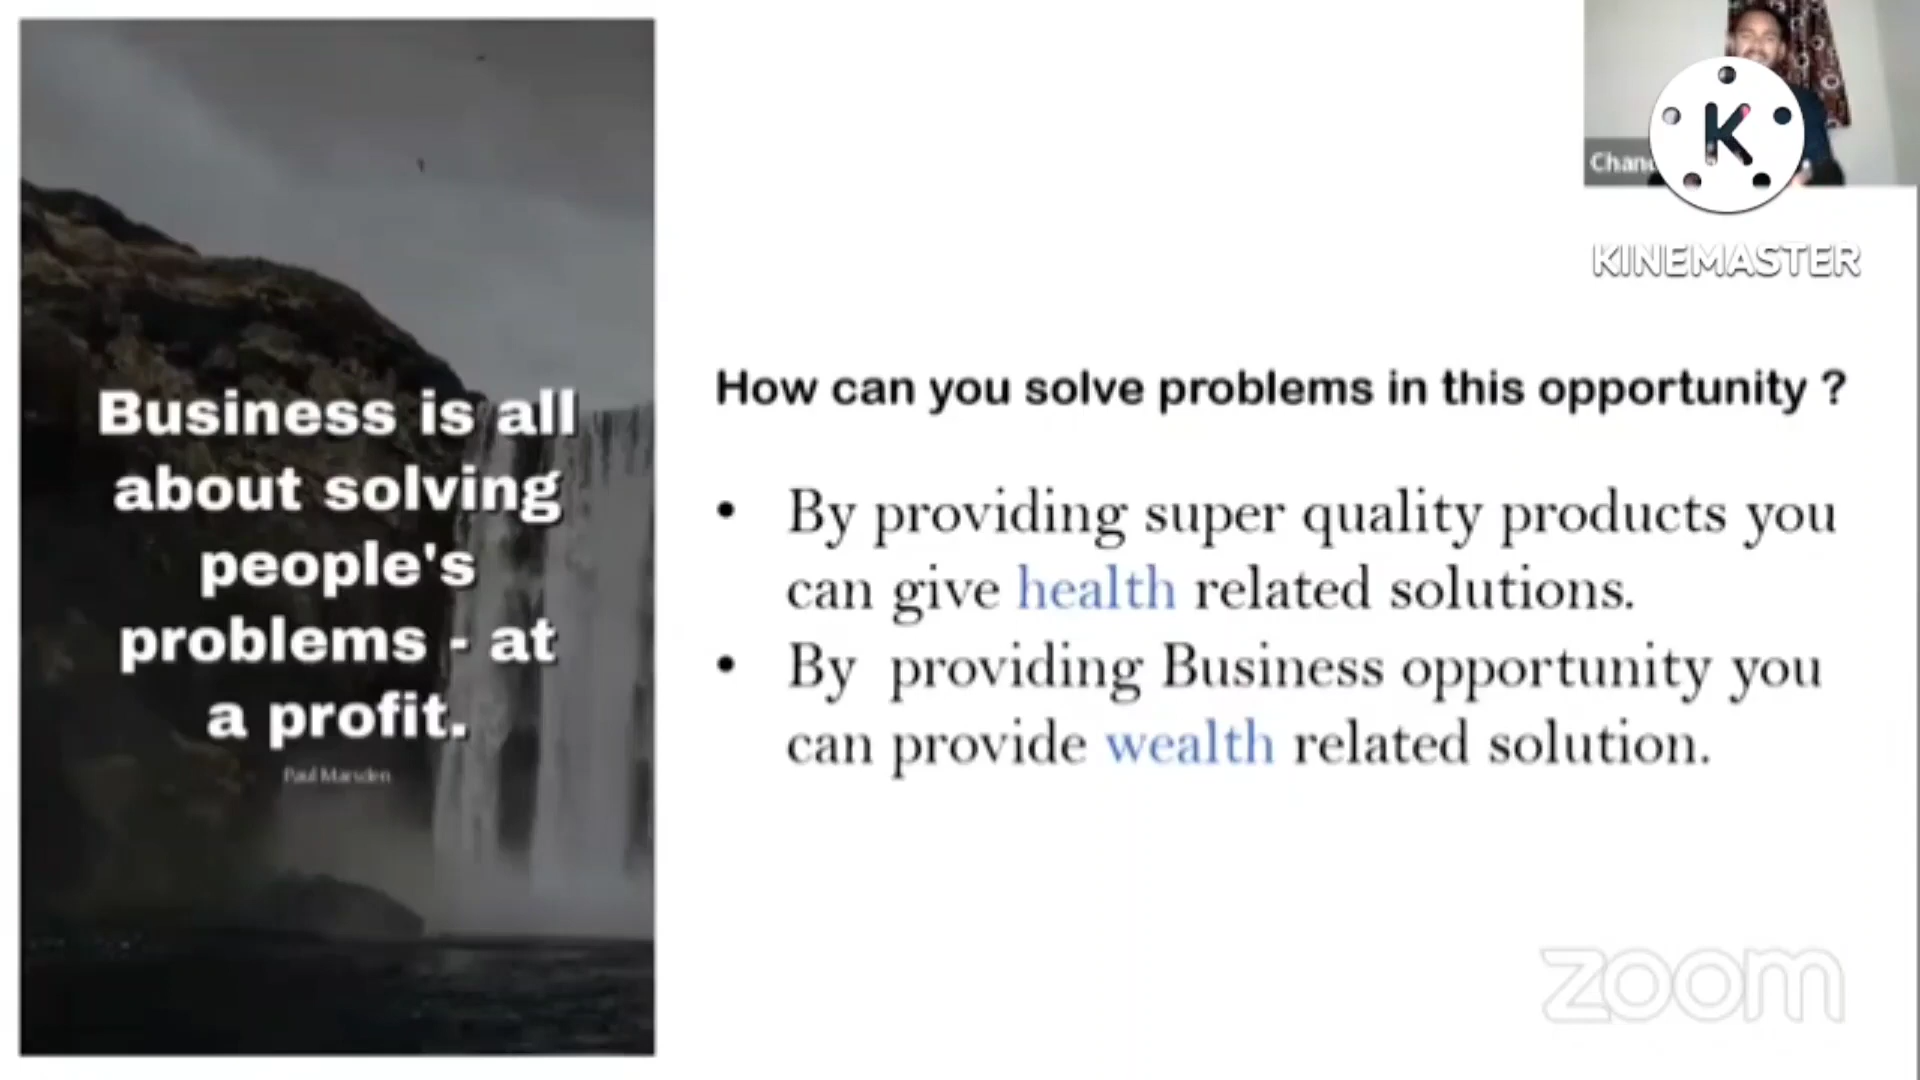 Business is all
about solving
people's
problems - at
a profit.
Paul Marsden
K
KINEMASTER
How can you solve problems in this opportunity ?
• By providing super quality products you
can give health related solutions.
• By providing Business opportunity you
can provide wealth related solution.
zoom